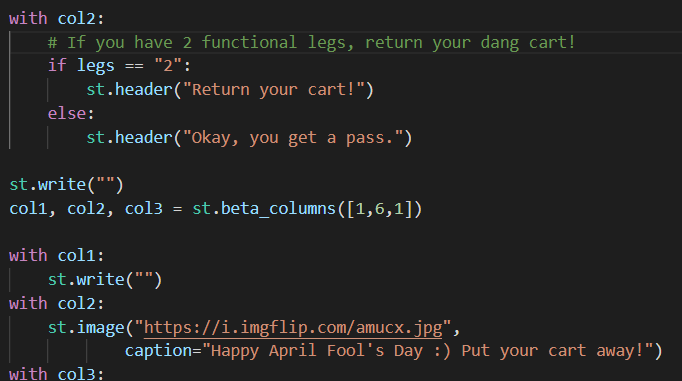 with col2:
    # If you have 2 functional legs, return your dang cart!
    if legs == "2":
        st.header("Return your cart!")
    else:
        st.header("Okay, you get a pass.")

st.write("")
col1, col2, col3 = st.beta_columns([1,6,1])

with col1:
    st.write("")
with col2:
    st.image("https://i.imgflip.com/amucx.jpg",
            caption="Happy April Fool's Day :) Put your cart away!")
with col3: